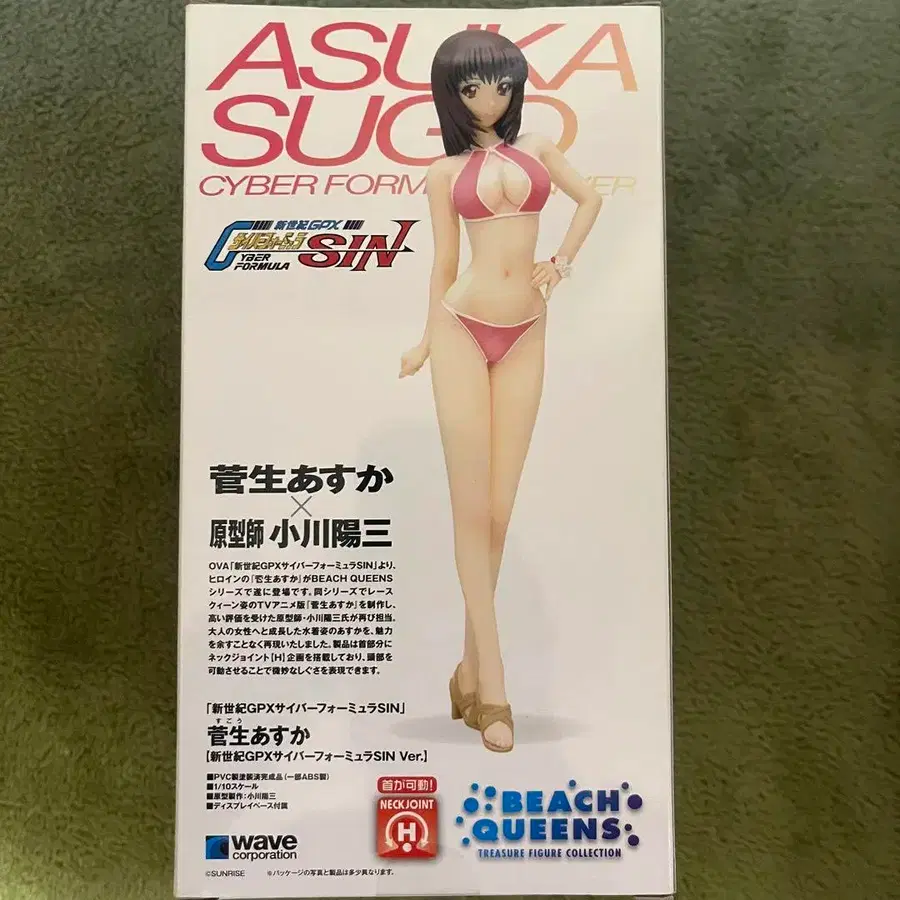 ASUKA
SUGO
CYBER FORM
新世紀GPX
サイバーフォーミュラ
CYBER FORMULA
SIN
菅生あすか
×
原型師 小川陽三
OVA「新世紀GPXサイバーフォーミュラSIN」より、
ヒロインの「菅生あすか」がBEACH QUEENS
シリーズで遂に登場です。同シリーズでレース
クィーン姿のTVアニメ版「菅生あすか」を制作し、
高い評価を受けた原型師・小川陽三氏が再び担当。
大人の女性へと成長した水着姿のあすかを、魅力
を余すことなく再現いたしました。製品は首部分に
ネックジョイント[H]企画を搭載しており、頭部を
可動させることで微妙なしぐさを表現できます。
「新世紀GPXサイバーフォーミュラSIN」
すごう
菅生あすか
【新世紀GPXサイバーフォーミュラSIN Ver.】
■PVC製塗装済完成品(一部ABS製)
■1/10スケール
■原型製作:小川陽三
■ディスプレイベース付属
首が可動!
NECKJOINT
H
BEACH
QUEENS
TREASURE FIGURE COLLECTION
wave
corporation
©SUNRISE
※パッケージの写真と製品は多少異なります。